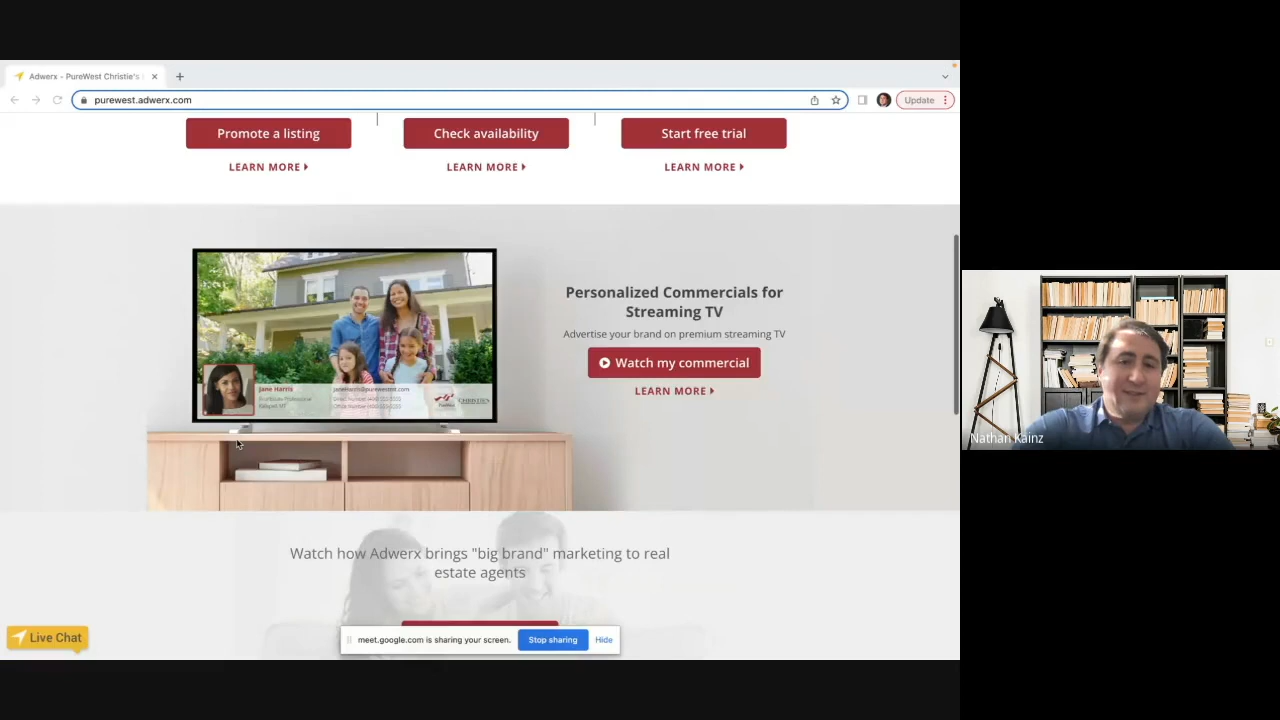 Adwerx - PureWest Christie's
purewest.adwerx.com
Update
Promote a listing
Check availability
Start free trial
LEARN MORE
LEARN MORE
LEARN MORE
Personalized Commercials for
Streaming TV
Advertise your brand on premium streaming TV
Watch my commercial
LEARN MORE
Jane Harris
CHRISTIE'S
Watch how Adwerx brings "big brand" marketing to real
estate agents
Live Chat
meet.google.com is sharing your screen.
Stop sharing
Hide
Nathan Kainz